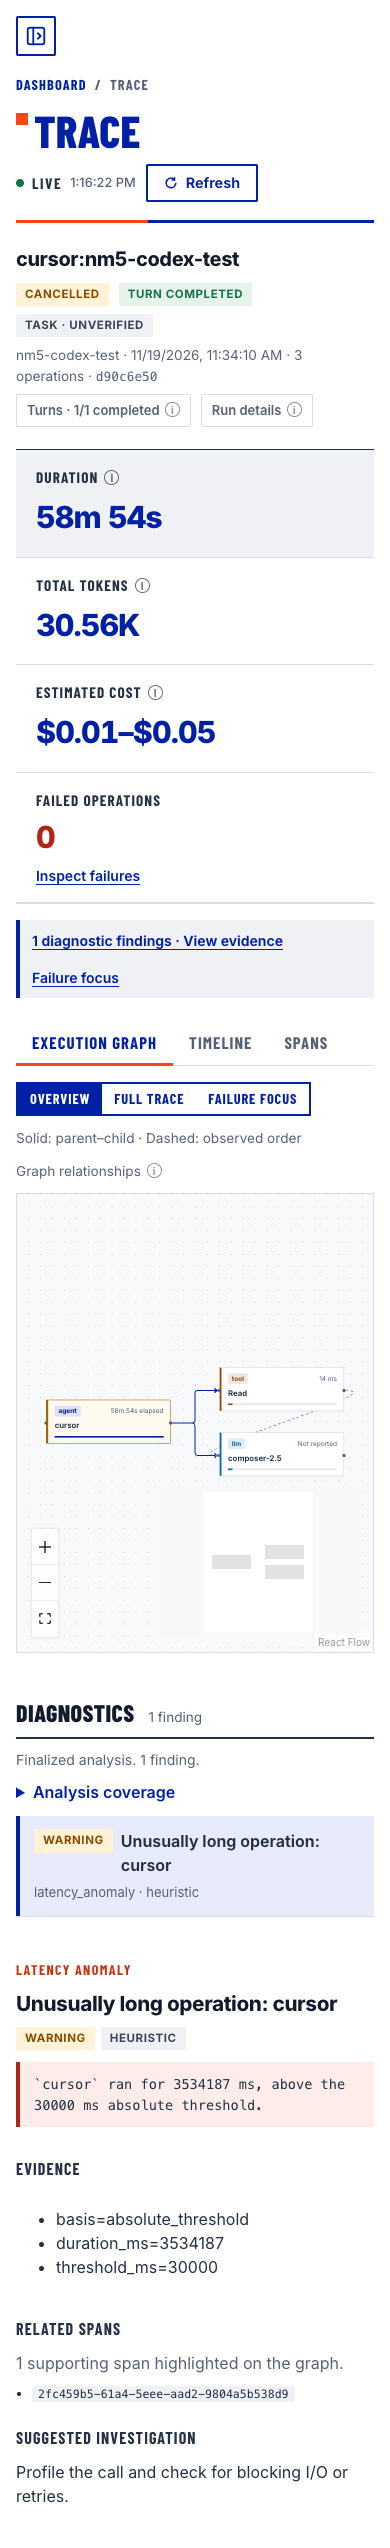 DASHBOARD / TRACE
TRACE
LIVE 1:16:22 PM Refresh
cursor:nm5-codex-test
CANCELLED TURN COMPLETED
TASK · UNVERIFIED
nm5-codex-test · 11/19/2026, 11:34:10 AM · 3
operations · d90c6e50
Turns · 1/1 completed ⓘ Run details ⓘ
DURATION ⓘ
58m 54s
TOTAL TOKENS ⓘ
30.56K
ESTIMATED COST ⓘ
$0.01–$0.05
FAILED OPERATIONS
0
Inspect failures
1 diagnostic findings · View evidence
Failure focus
EXECUTION GRAPH TIMELINE SPANS
OVERVIEW FULL TRACE FAILURE FOCUS
Solid: parent–child · Dashed: observed order
Graph relationships ⓘ
tool 14 ms
Read
agent 58m 54s elapsed
cursor
llm Not reported
composer-2.5
React Flow
DIAGNOSTICS 1 finding
Finalized analysis. 1 finding.
Analysis coverage
WARNING Unusually long operation:
cursor
latency_anomaly · heuristic
LATENCY ANOMALY
Unusually long operation: cursor
WARNING HEURISTIC
`cursor` ran for 3534187 ms, above the
30000 ms absolute threshold.
EVIDENCE
• basis=absolute_threshold
• duration_ms=3534187
• threshold_ms=30000
RELATED SPANS
1 supporting span highlighted on the graph.
• 2fc459b5-61a4-5eee-aad2-9804a5b538d9
SUGGESTED INVESTIGATION
Profile the call and check for blocking I/O or
retries.